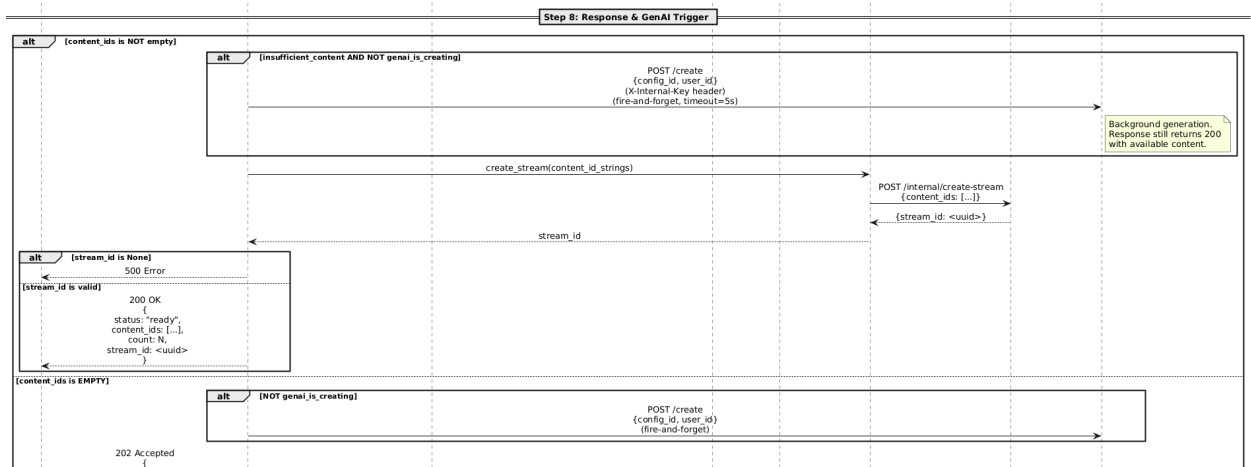 Step 8: Response & GenAI Trigger
alt [content_ids is NOT empty]
alt [insufficient_content AND NOT genai_is_creating]
POST /create
{config_id, user_id}
(X-Internal-Key header)
(fire-and-forget, timeout=5s)
Background generation.
Response still returns 200
with available content.
create_stream(content_id_strings)
POST /internal/create-stream
{content_ids: [...]}
{stream_id: <uuid>}
stream_id
alt [stream_id is None]
500 Error
[stream_id is valid]
200 OK
{
status: "ready",
content_ids: [...],
count: N,
stream_id: <uuid>
}
[content_ids is EMPTY]
alt [NOT genai_is_creating]
POST /create
{config_id, user_id}
(fire-and-forget)
202 Accepted
{